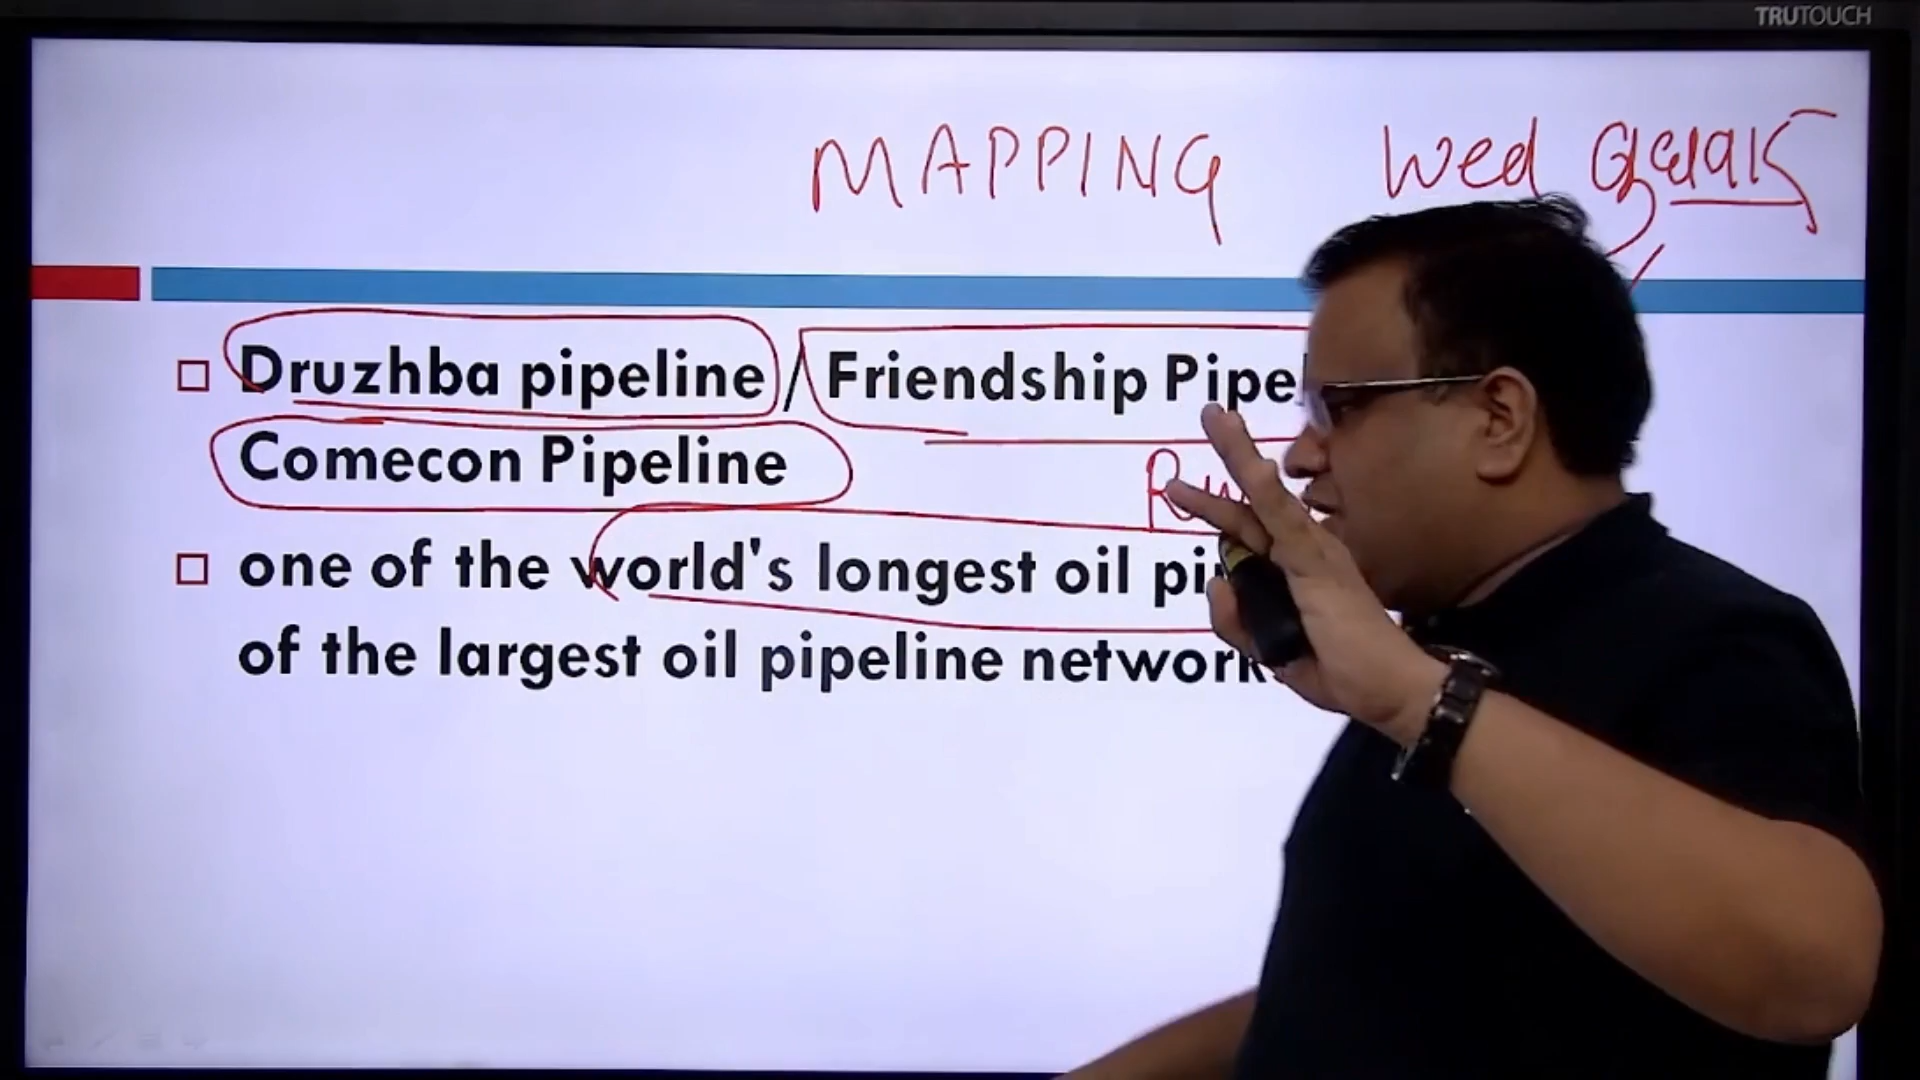 TRUTOUCH
MAPPING Wed बुधवार
Druzhba pipeline / Friendship Pipel
Comecon Pipeline
one of the world's longest oil pi
of the largest oil pipeline network